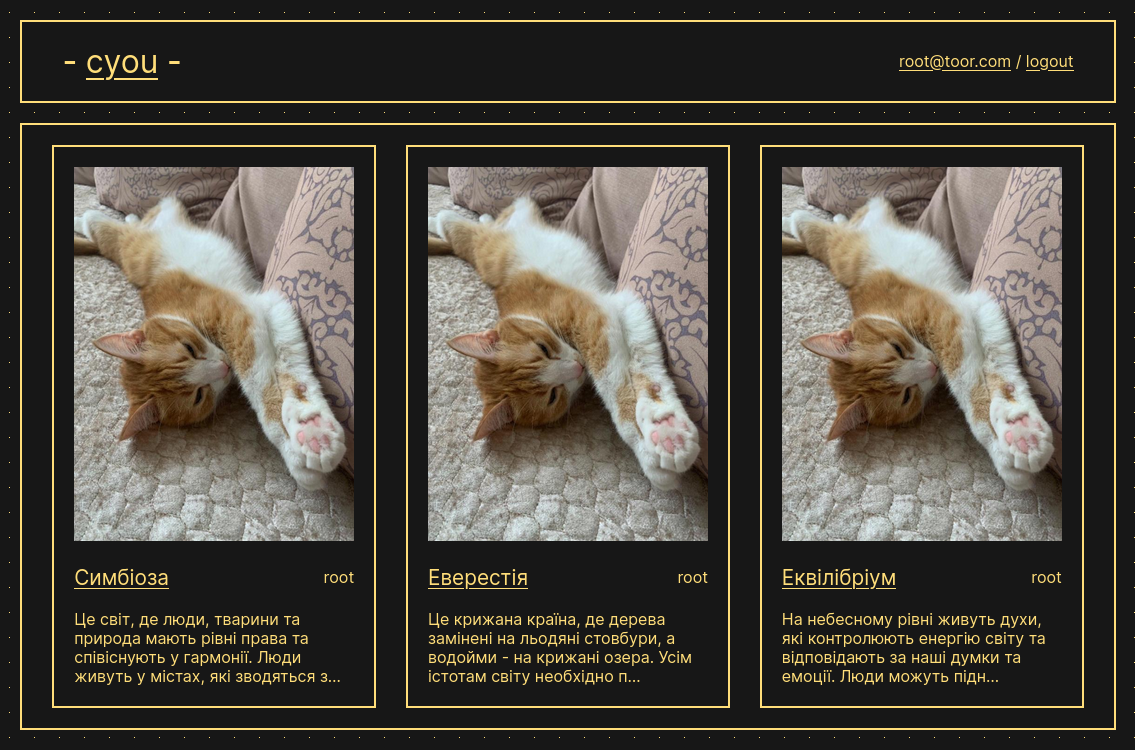 - cyou -
root@toor.com / logout
Симбіоза root
Це світ, де люди, тварини та
природа мають рівні права та
співіснують у гармонії. Люди
живуть у містах, які зводяться з...
Еверестія root
Це крижана країна, де дерева
замінені на льодяні стовбури, а
водойми - на крижані озера. Усім
істотам світу необхідно п...
Еквілібріум root
На небесному рівні живуть духи,
які контролюють енергію світу та
відповідають за наші думки та
емоції. Люди можуть підн...